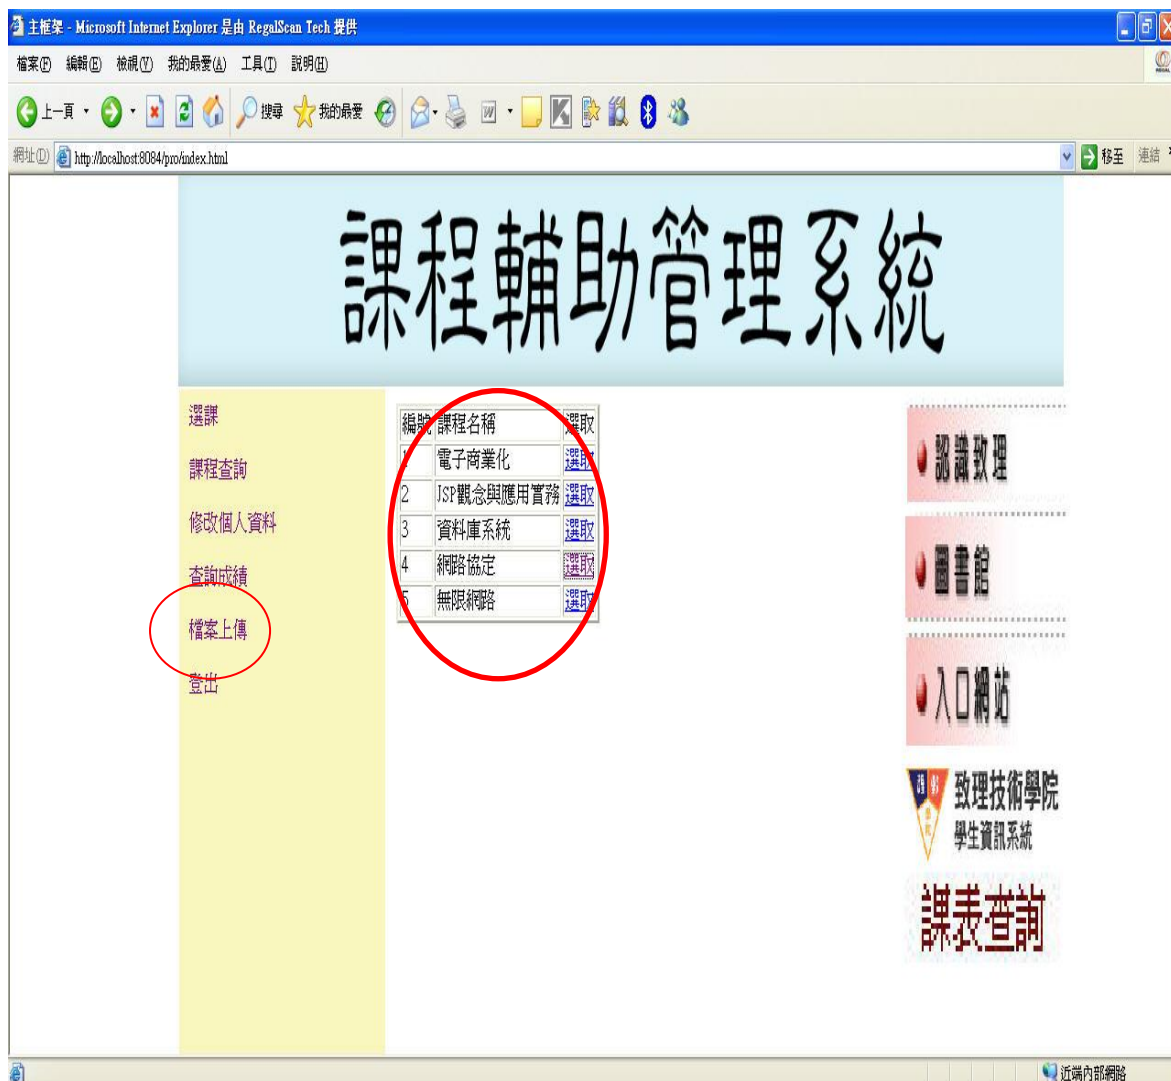 主框架 - Microsoft Internet Explorer 是由 RegalScan Tech 提供
檔案(F) 編輯(E) 檢視(V) 我的最愛(A) 工具(T) 說明(H)
上一頁 搜尋 我的最愛
網址(D) http://localhost:8084/pro/index.html 移至 連結
課程輔助管理系統
選課
課程查詢
修改個人資料
查詢成績
檔案上傳
登出
編號 課程名稱 選取
1 電子商業化 選取
2 JSP觀念與應用實務 選取
3 資料庫系統 選取
4 網路協定 選取
5 無限網路 選取
認識致理
圖書館
入口網站
致理技術學院
學生資訊系統
課表查詢
近端內部網路